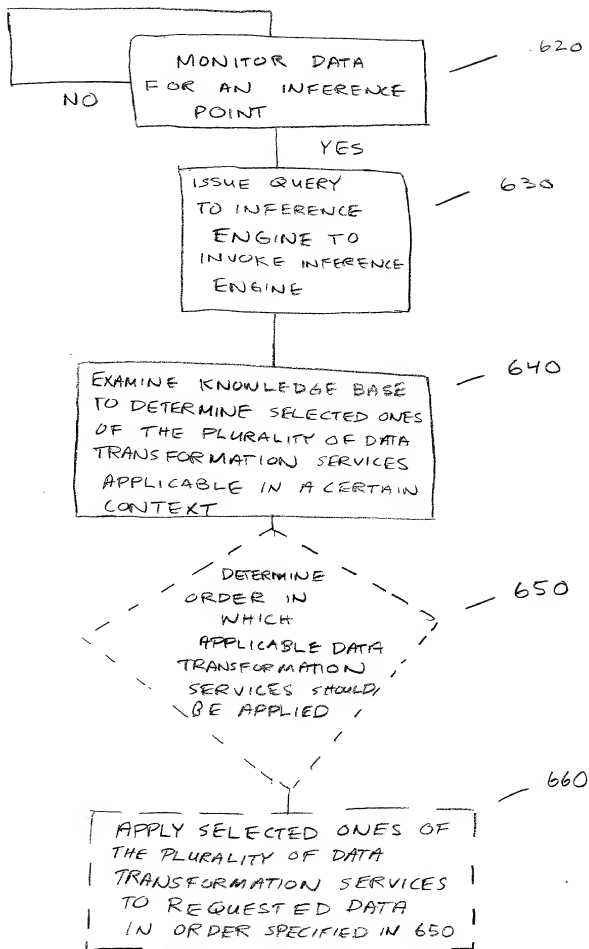 620
MONITOR DATA
FOR AN INFERENCE
POINT
NO
YES
630
ISSUE QUERY
TO INFERENCE
ENGINE TO
INVOKE INFERENCE
ENGINE
640
EXAMINE KNOWLEDGE BASE
TO DETERMINE SELECTED ONES
OF THE PLURALITY OF DATA
TRANSFORMATION SERVICES
APPLICABLE IN A CERTAIN
CONTEXT
650
DETERMINE
ORDER IN
WHICH
APPLICABLE DATA
TRANSFORMATION
SERVICES SHOULD
BE APPLIED
660
APPLY SELECTED ONES OF
THE PLURALITY OF DATA
TRANSFORMATION SERVICES
TO REQUESTED DATA
IN ORDER SPECIFIED IN 650